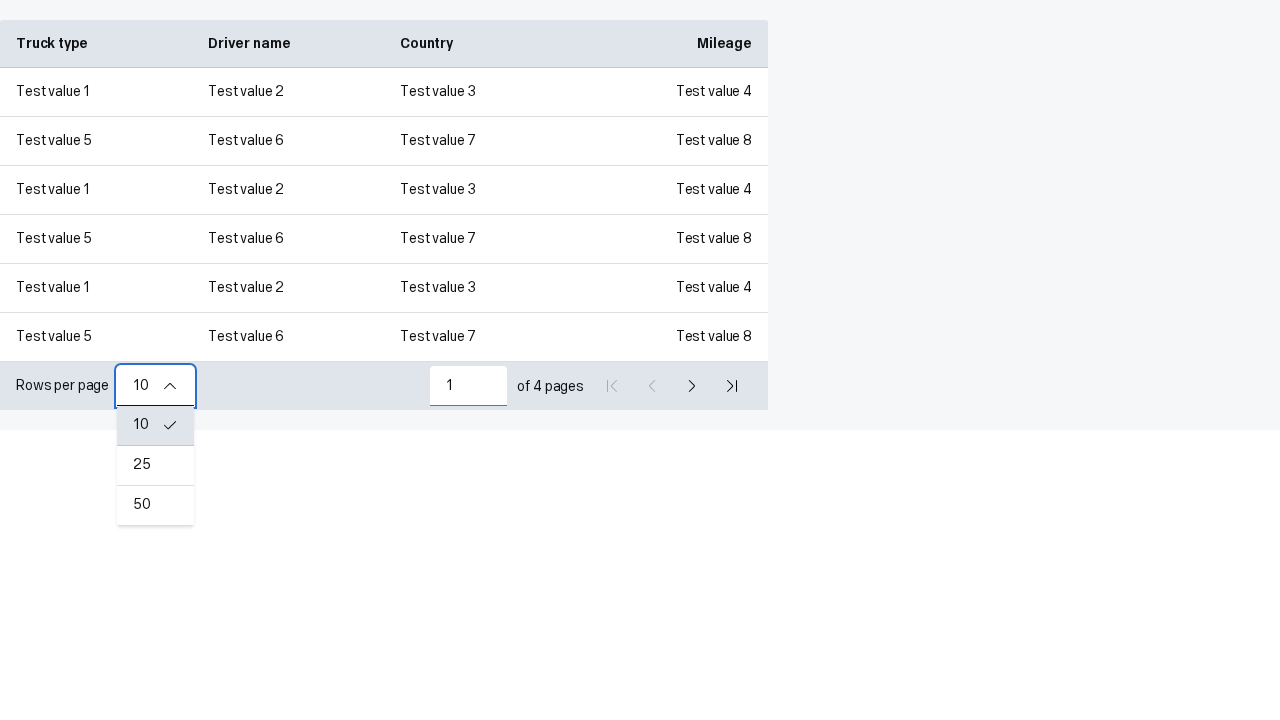 Truck type Driver name Country Mileage
Test value 1 Test value 2 Test value 3 Test value 4
Test value 5 Test value 6 Test value 7 Test value 8
Test value 1 Test value 2 Test value 3 Test value 4
Test value 5 Test value 6 Test value 7 Test value 8
Test value 1 Test value 2 Test value 3 Test value 4
Test value 5 Test value 6 Test value 7 Test value 8
Rows per page 10 1 of 4 pages
10
25
50